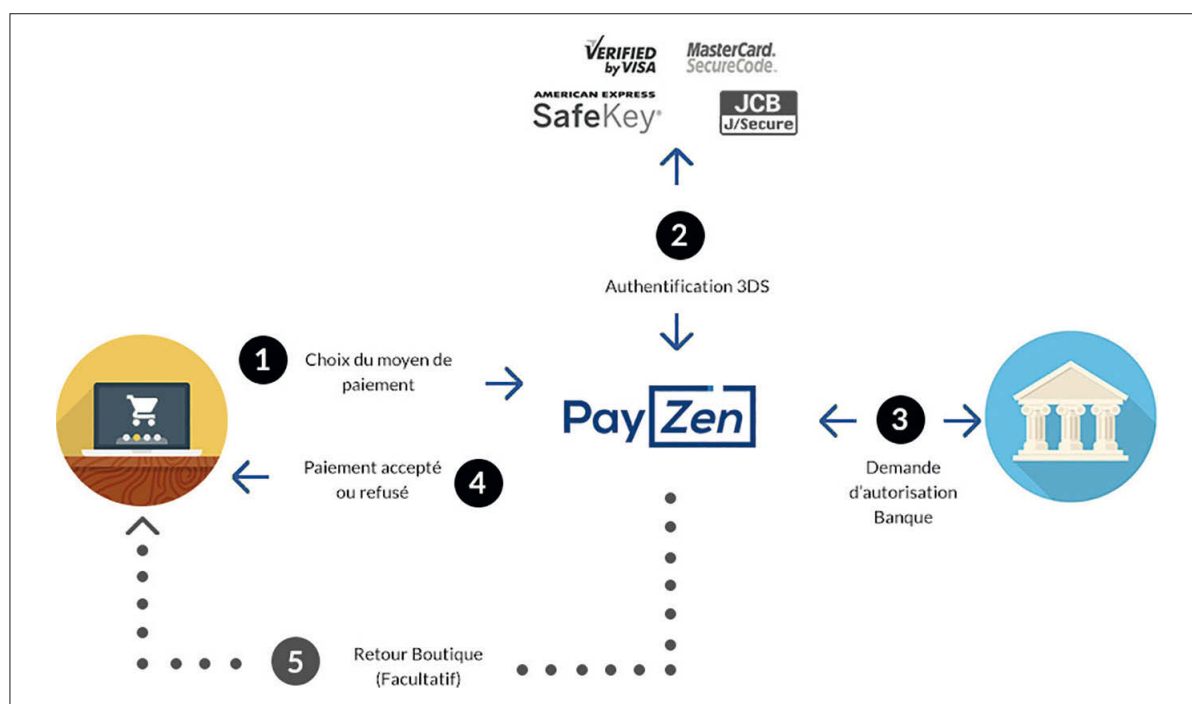 VERIFIED
by VISA
MasterCard.
SecureCode.
AMERICAN EXPRESS
SafeKey®
JCB
J/Secure
2
Authentification 3DS
1
Choix du moyen de
paiement
PayZen
3
Demande
d'autorisation
Banque
Paiement accepté
ou refusé
4
5
Retour Boutique
(Facultatif)